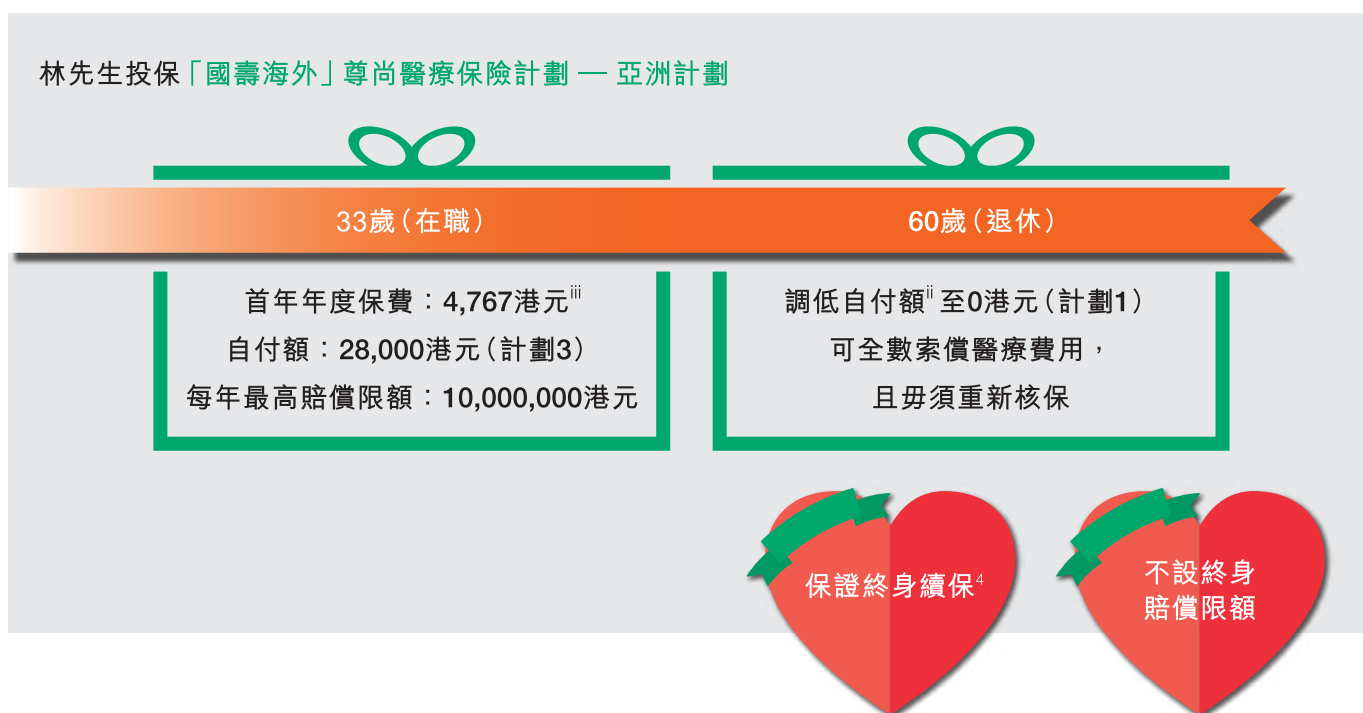 林先生投保「國壽海外」尊尚醫療保險計劃 — 亞洲計劃
33歲（在職）
首年年度保費：4,767港元iii
自付額：28,000港元（計劃3）
每年最高賠償限額：10,000,000港元
60歲（退休）
調低自付額ii 至0港元（計劃1）
可全數索償醫療費用，
且毋須重新核保
保證終身續保4
不設終身
賠償限額